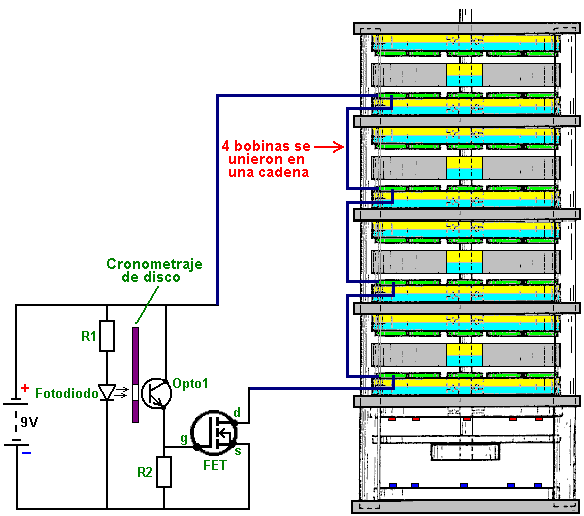 4 bobinas se
unieron en
una cadena
Cronometraje
de disco
R1
Fotodiodo
Opto1
+
9V
–
d
g
s
FET
R2